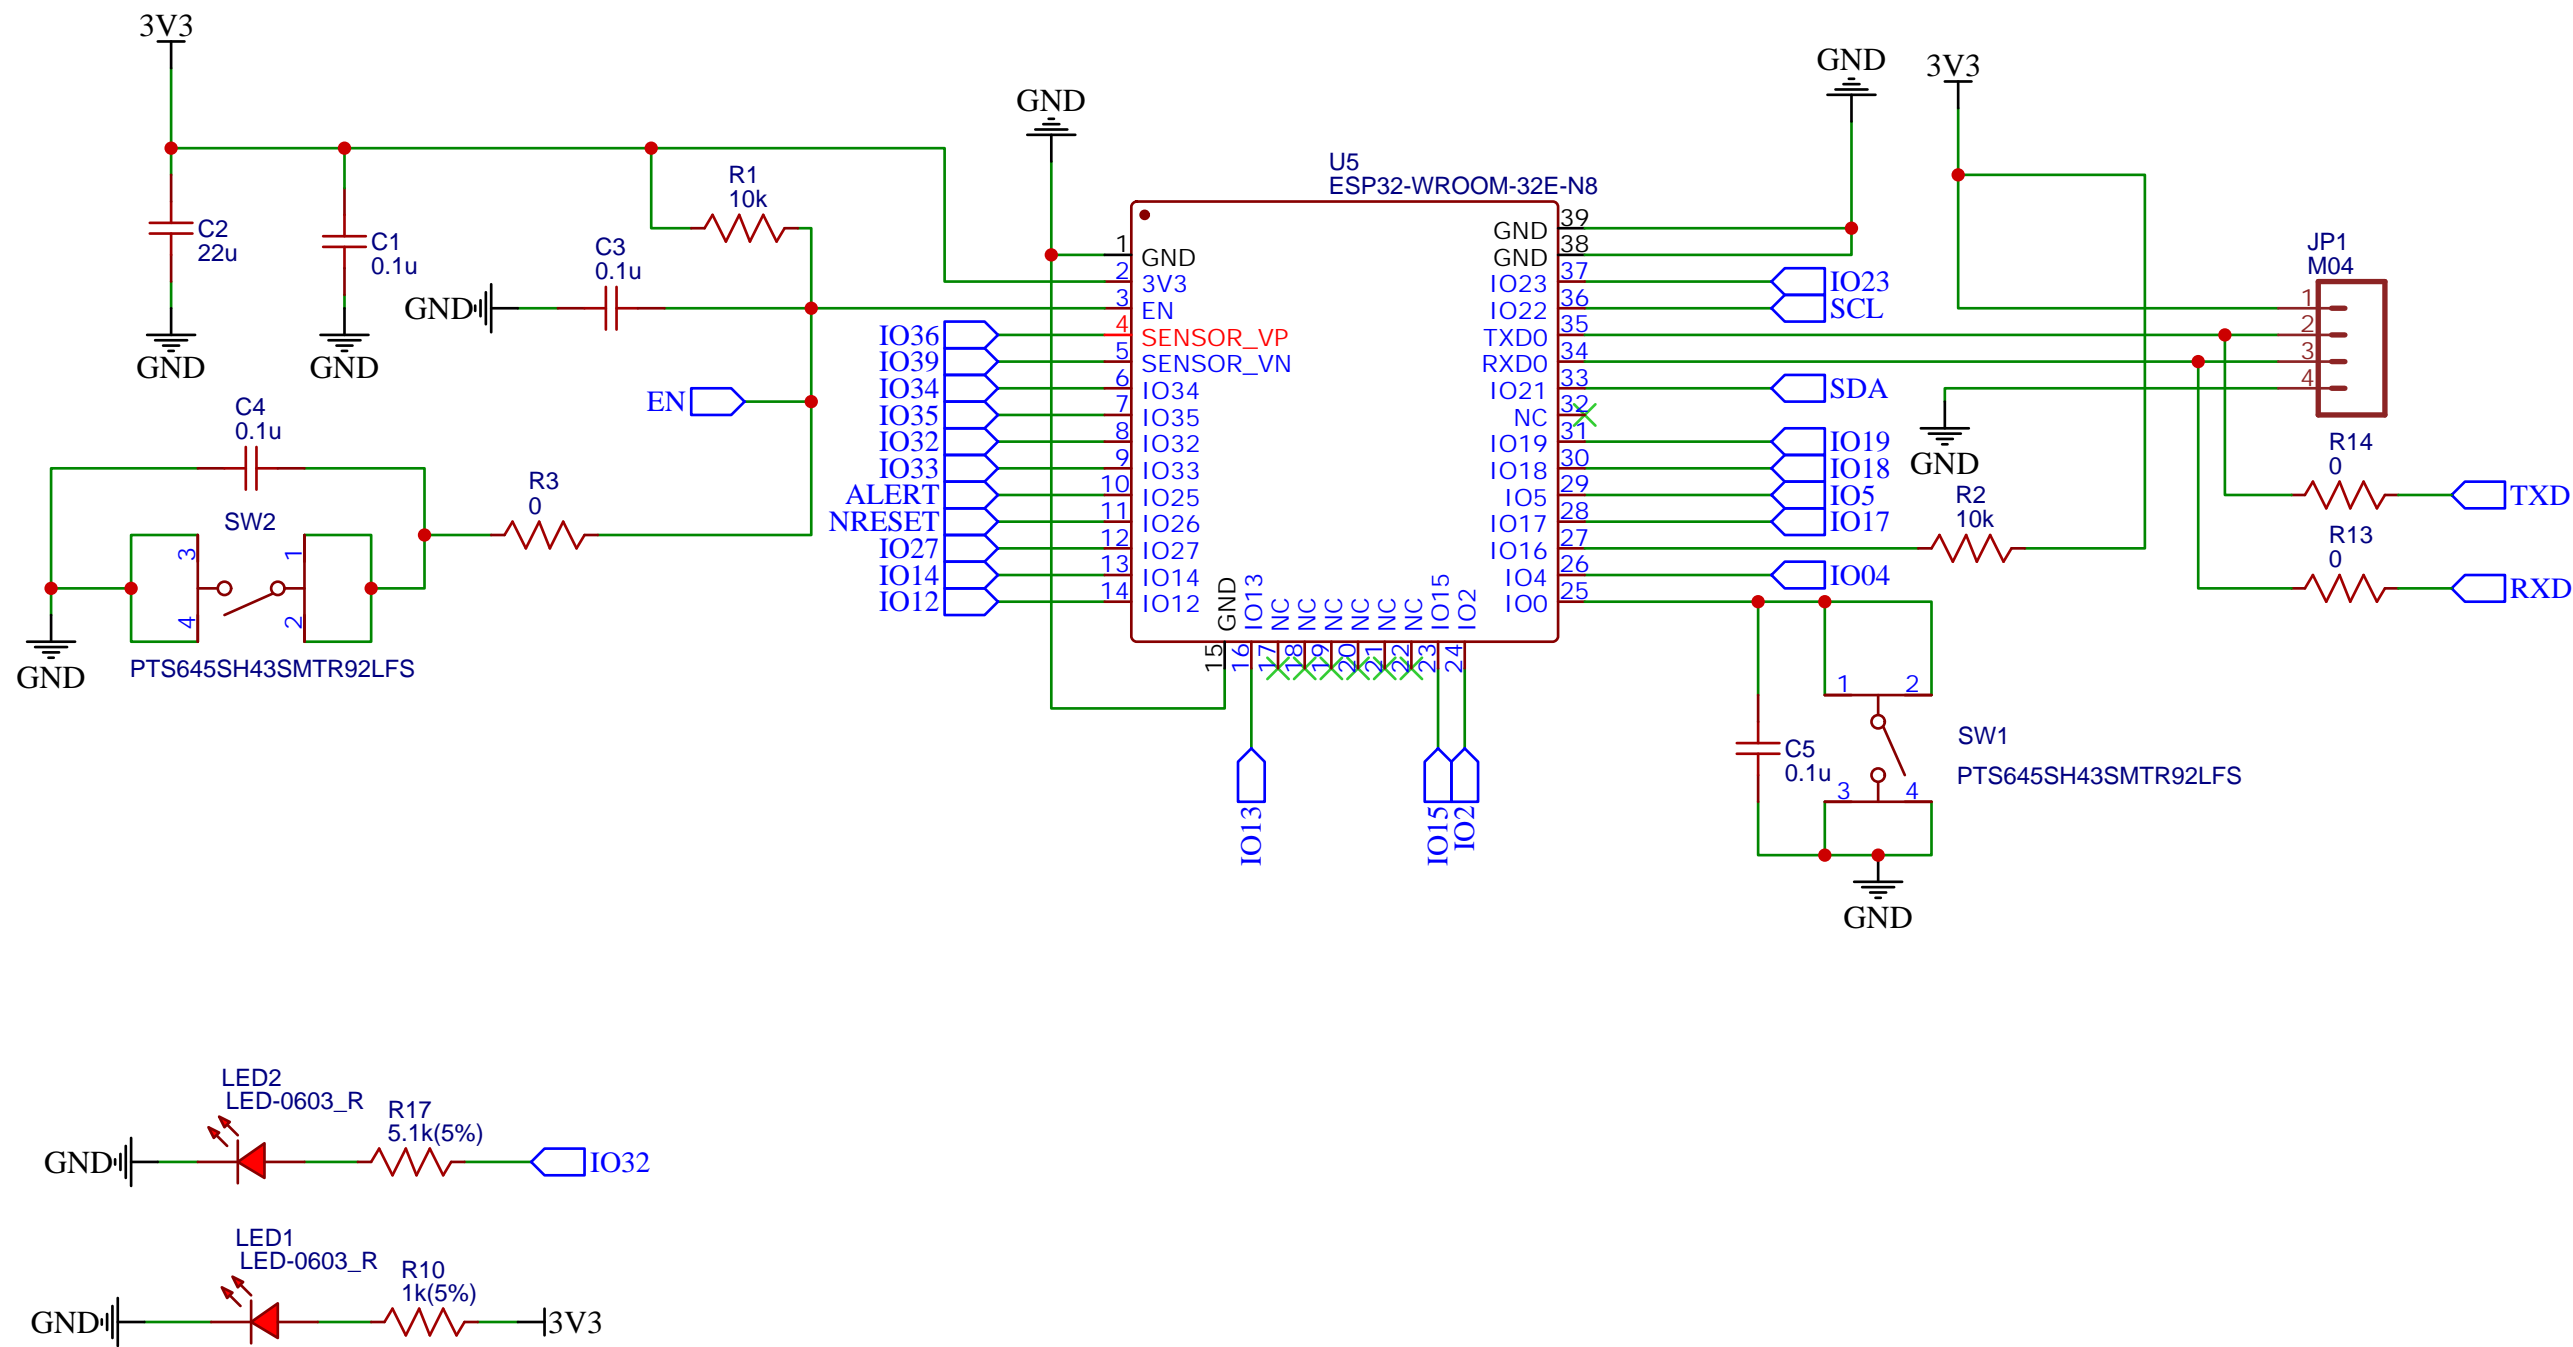 3V3
C2
22u
GND
C1
0.1u
GND
R1
10k
C3
0.1u
GND
EN
C4
0.1u
SW2
3
4
1
2
PTS645SH43SMTR92LFS
GND
R3
0
GND
U5
ESP32-WROOM-32E-N8
1 GND
2 3V3
3 EN
IO36 4 SENSOR_VP
IO39 5 SENSOR_VN
IO34 6 IO34
IO35 7 IO35
IO32 8 IO32
IO33 9 IO33
ALERT 10 IO25
NRESET 11 IO26
IO27 12 IO27
IO14 13 IO14
IO12 14 IO12
GND 15
IO13 16 IO13
NC 17
NC 18
NC 19
NC 20
NC 21
NC 22
IO15 23 IO15
IO2 24 IO2
GND 39
GND 38
IO23 37 IO23
IO22 36 SCL
TXD0 35
RXD0 34
IO21 33 SDA
NC 32
IO19 31 IO19
IO18 30 IO18
IO5 29 IO5
IO17 28 IO17
IO16 27
IO4 26 IO04
IO0 25
GND
3V3
JP1
M04
1
2
3
4
GND
R14
0
TXD
R13
0
RXD
R2
10k
C5
0.1u
1 2
3 4
SW1
PTS645SH43SMTR92LFS
GND
LED2
LED-0603_R
R17
5.1k(5%)
GND
IO32
LED1
LED-0603_R
R10
1k(5%)
GND
3V3